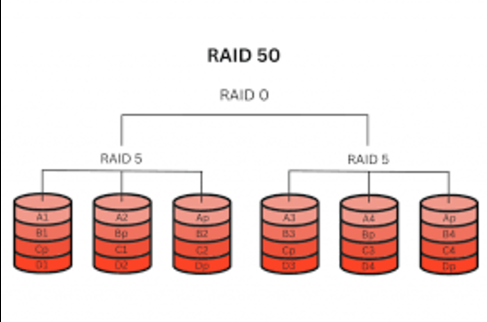 RAID 50
RAID 0
RAID 5 RAID 5
A1 A2 Ap A3 A4 Ap
B1 Bp B2 B3 Bp B4
Cp C1 C2 Cp C3 C4
D1 D2 Dp D3 D4 Dp